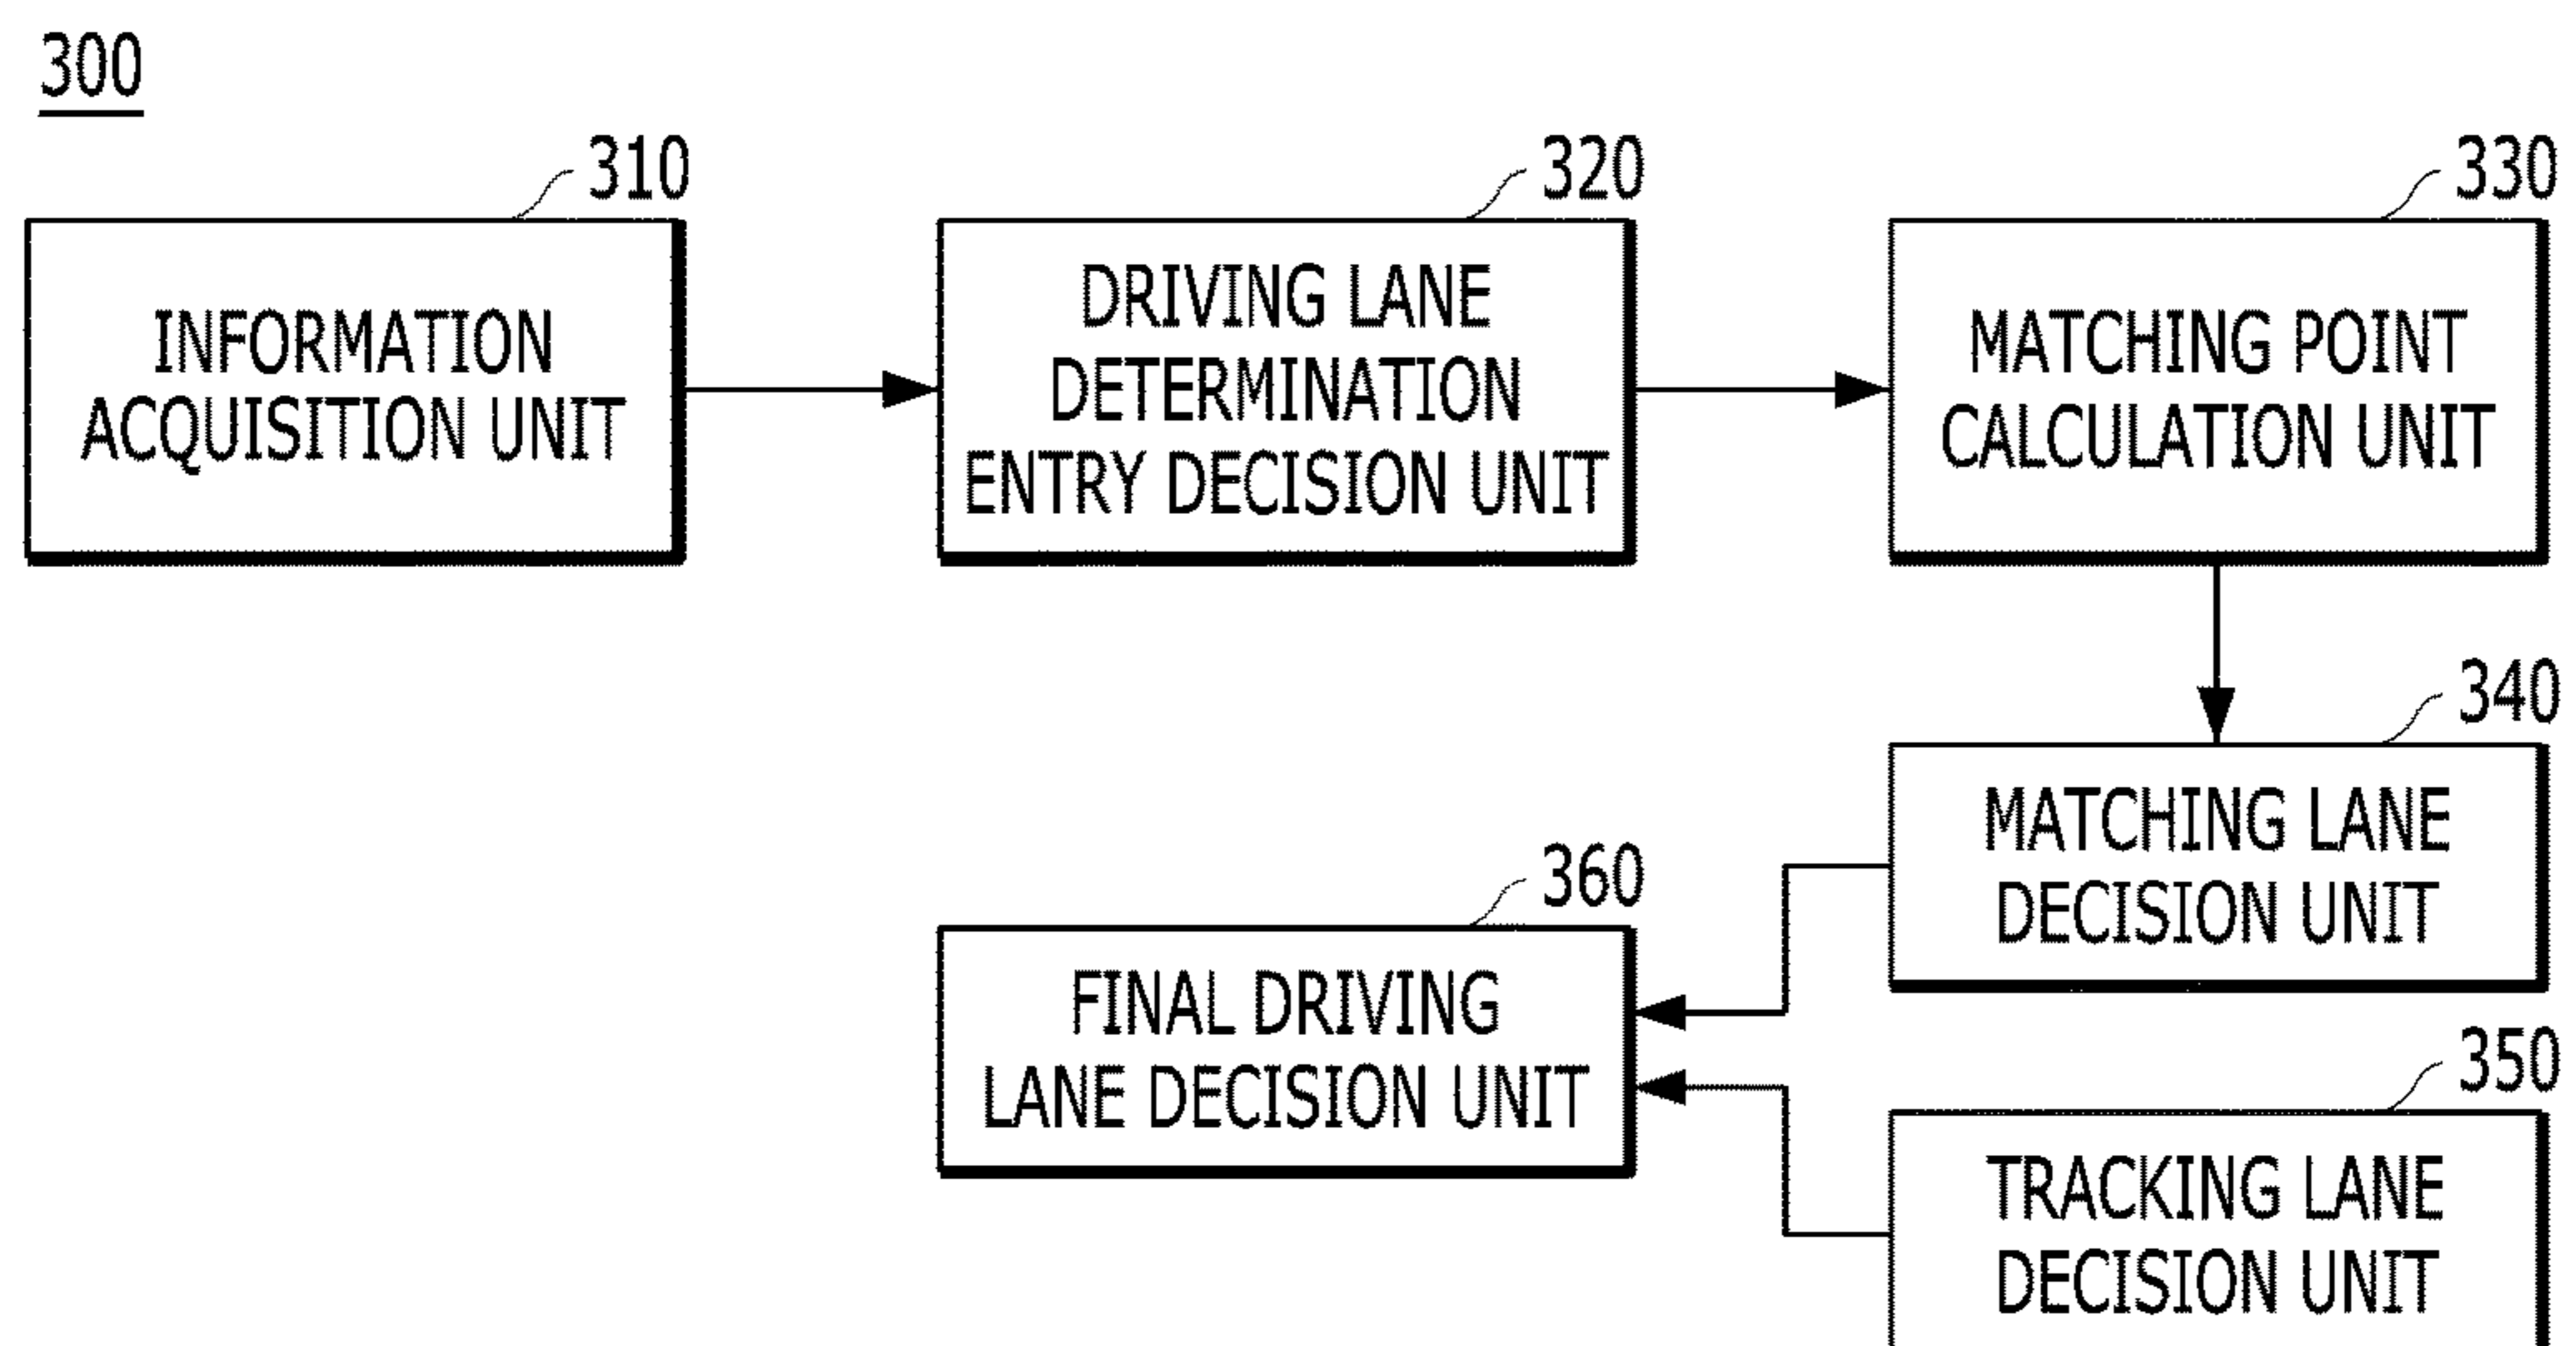 300
310
INFORMATION
ACQUISITION UNIT
320
DRIVING LANE
DETERMINATION
ENTRY DECISION UNIT
330
MATCHING POINT
CALCULATION UNIT
340
MATCHING LANE
DECISION UNIT
360
FINAL DRIVING
LANE DECISION UNIT
350
TRACKING LANE
DECISION UNIT